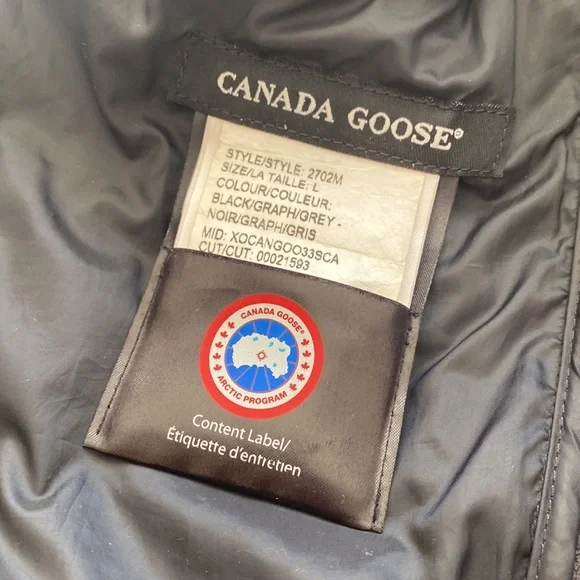 CANADA GOOSE®
STYLE/STYLE: 2702M
SIZE/LA TAILLE: L
COLOUR/COULEUR:
BLACK/GRAPH/GREY -
NOIR/GRAPH/GRIS
MID: XOCANGOO33SCA
CUT/CUT: 00021593
CANADA GOOSE®
ARCTIC PROGRAM
Content Label/
Étiquette d'entretien